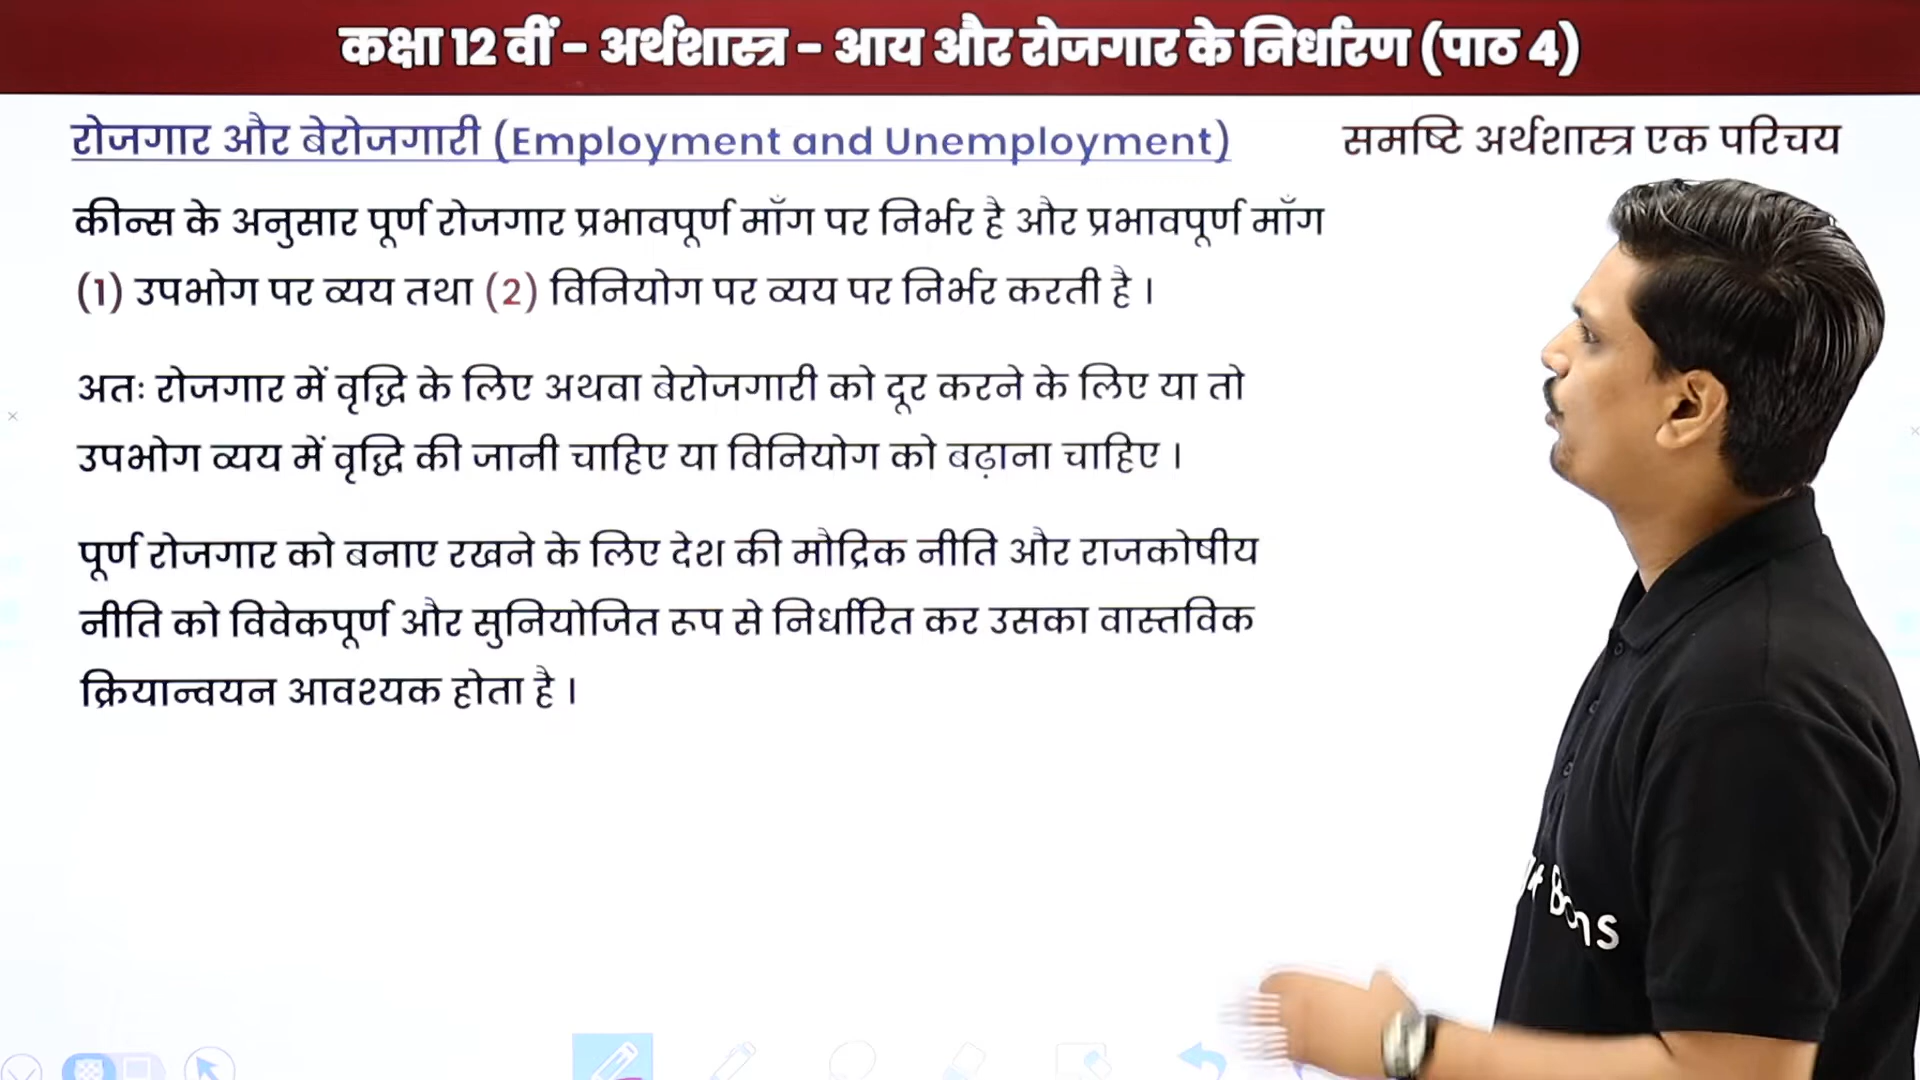 कक्षा 12 वीं - अर्थशास्त्र - आय और रोजगार के निर्धारण (पाठ 4)
रोजगार और बेरोजगारी (Employment and Unemployment)
समष्टि अर्थशास्त्र एक परिचय
कीन्स के अनुसार पूर्ण रोजगार प्रभावपूर्ण माँग पर निर्भर है और प्रभावपूर्ण माँग
(1) उपभोग पर व्यय तथा (2) विनियोग पर व्यय पर निर्भर करती है ।
अतः रोजगार में वृद्धि के लिए अथवा बेरोजगारी को दूर करने के लिए या तो
उपभोग व्यय में वृद्धि की जानी चाहिए या विनियोग को बढ़ाना चाहिए ।
पूर्ण रोजगार को बनाए रखने के लिए देश की मौद्रिक नीति और राजकोषीय
नीति को विवेकपूर्ण और सुनियोजित रूप से निर्धारित कर उसका वास्तविक
क्रियान्वयन आवश्यक होता है ।